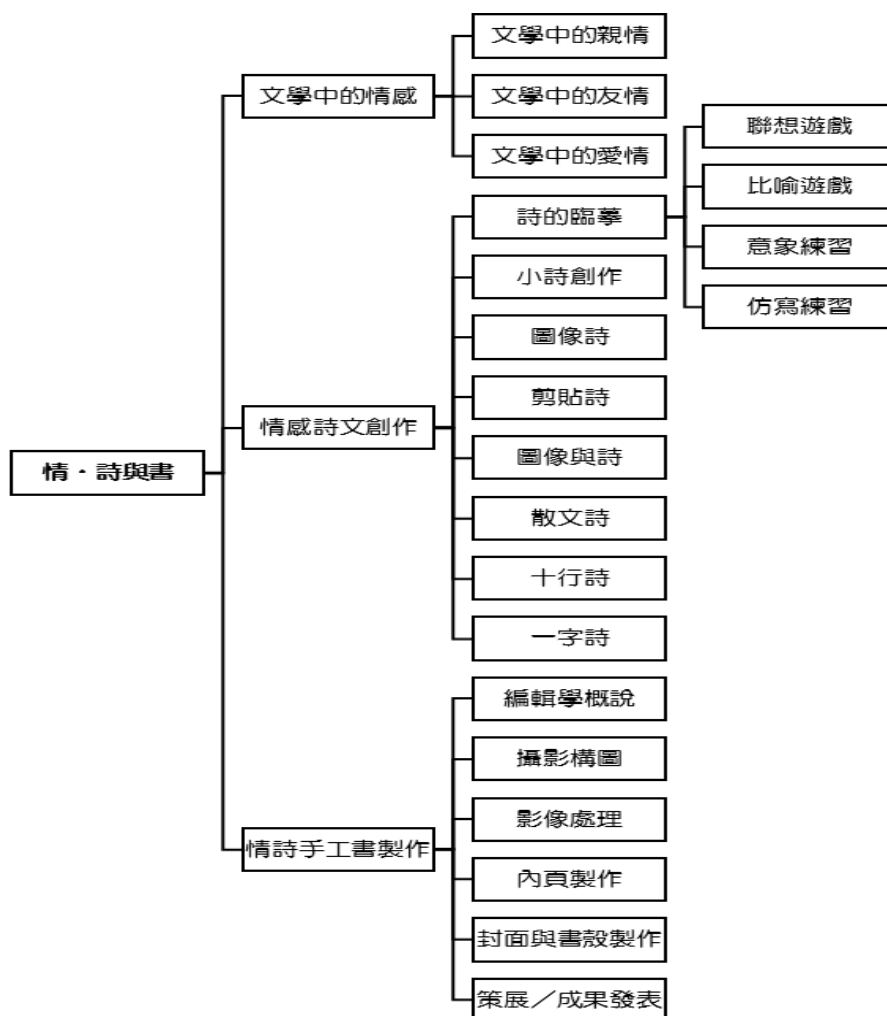 情‧詩與書
文學中的情感
文學中的親情
文學中的友情
文學中的愛情
情感詩文創作
詩的臨摹
聯想遊戲
比喻遊戲
意象練習
仿寫練習
小詩創作
圖像詩
剪貼詩
圖像與詩
散文詩
十行詩
一字詩
情詩手工書製作
編輯學概說
攝影構圖
影像處理
內頁製作
封面與書殼製作
策展／成果發表